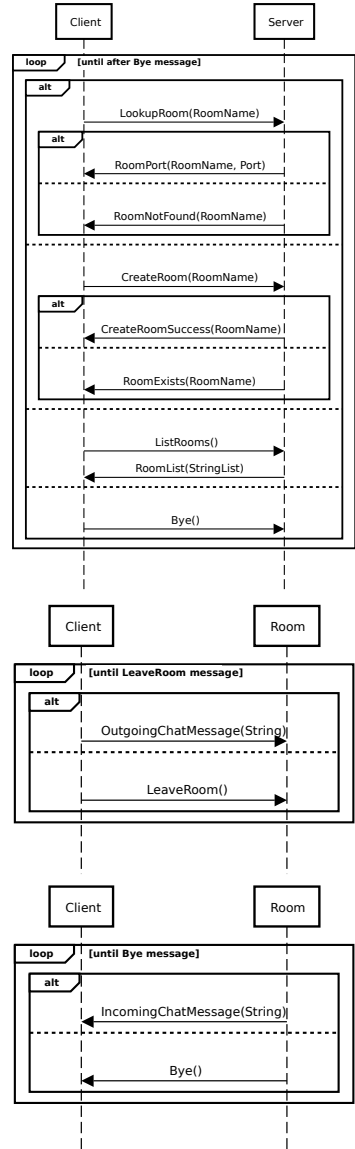 Client Server
loop [until after Bye message]
alt
LookupRoom(RoomName)
alt
RoomPort(RoomName, Port)
RoomNotFound(RoomName)
CreateRoom(RoomName)
alt
CreateRoomSuccess(RoomName)
RoomExists(RoomName)
ListRooms()
RoomList(StringList)
Bye()
Client Room
loop [until LeaveRoom message]
alt
OutgoingChatMessage(String)
LeaveRoom()
Client Room
loop [until Bye message]
alt
IncomingChatMessage(String)
Bye()